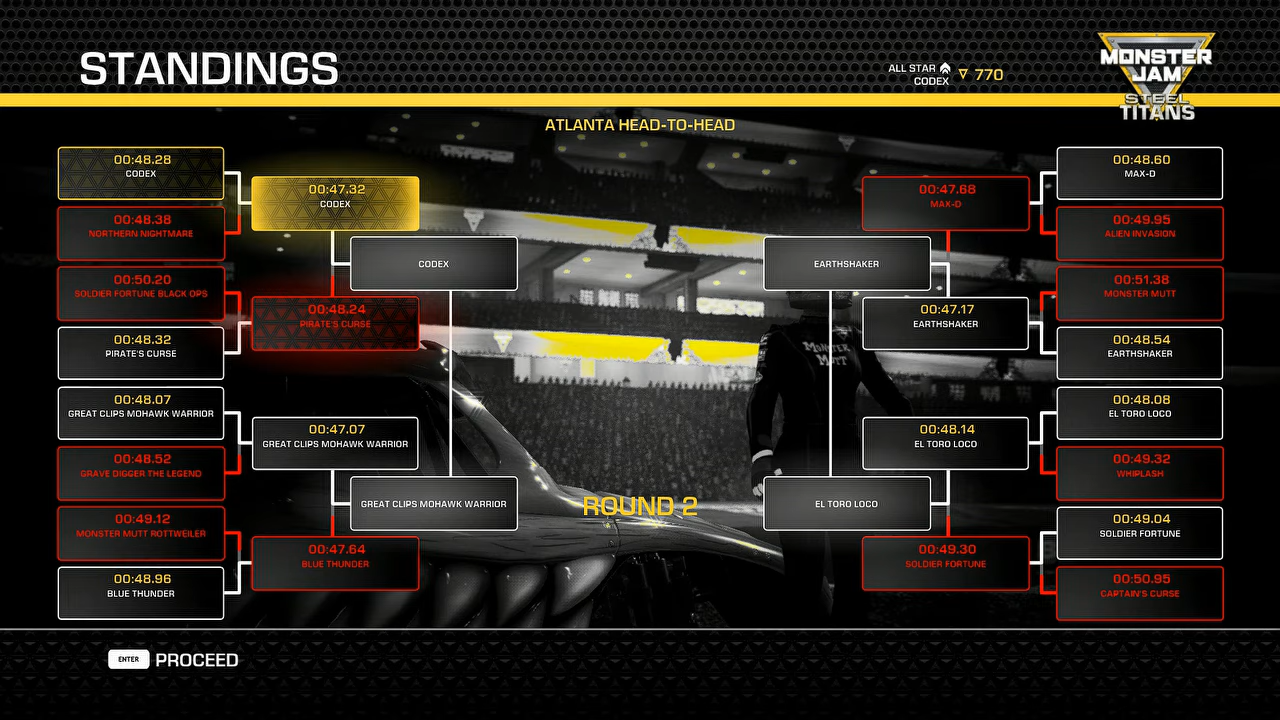 STANDINGS
ALL STAR
CODEX
770
MONSTER
JAM
STEEL
TITANS
ATLANTA HEAD-TO-HEAD
00:48.28
CODEX
00:48.38
NORTHERN NIGHTMARE
00:50.20
SOLDIER FORTUNE BLACK OPS
00:48.32
PIRATE'S CURSE
00:48.07
GREAT CLIPS MOHAWK WARRIOR
00:48.52
GRAVE DIGGER THE LEGEND
00:49.12
MONSTER MUTT ROTTWEILER
00:48.96
BLUE THUNDER
00:47.32
CODEX
00:48.24
PIRATE'S CURSE
00:47.07
GREAT CLIPS MOHAWK WARRIOR
00:47.64
BLUE THUNDER
CODEX
GREAT CLIPS MOHAWK WARRIOR
ROUND 2
MONSTER
MUTT
EARTHSHAKER
EL TORO LOCO
00:47.68
MAX-D
00:47.17
EARTHSHAKER
00:48.14
EL TORO LOCO
00:49.30
SOLDIER FORTUNE
00:48.60
MAX-D
00:49.95
ALIEN INVASION
00:51.38
MONSTER MUTT
00:48.54
EARTHSHAKER
00:48.08
EL TORO LOCO
00:49.32
WHIPLASH
00:49.04
SOLDIER FORTUNE
00:50.95
CAPTAIN'S CURSE
ENTER PROCEED